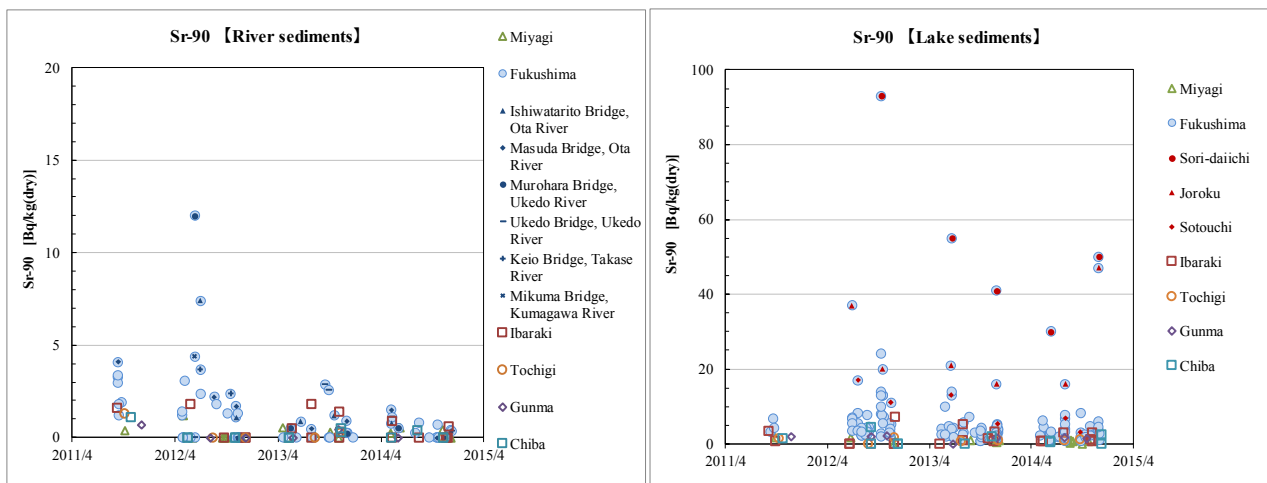 Sr-90 【River sediments】
Sr-90 [Bq/kg(dry)]
20
15
10
5
0
2011/4
2012/4
2013/4
2014/4
2015/4
Miyagi
Fukushima
Ishiwatarito Bridge,
Ota River
Masuda Bridge, Ota
River
Murohara Bridge,
Ukedo River
Ukedo Bridge, Ukedo
River
Keio Bridge, Takase
River
Mikuma Bridge,
Kumagawa River
Ibaraki
Tochigi
Gunma
Chiba
Sr-90 【Lake sediments】
Sr-90 [Bq/kg(dry)]
100
80
60
40
20
0
2011/4
2012/4
2013/4
2014/4
2015/4
Miyagi
Fukushima
Sori-daiichi
Joroku
Sotouchi
Ibaraki
Tochigi
Gunma
Chiba